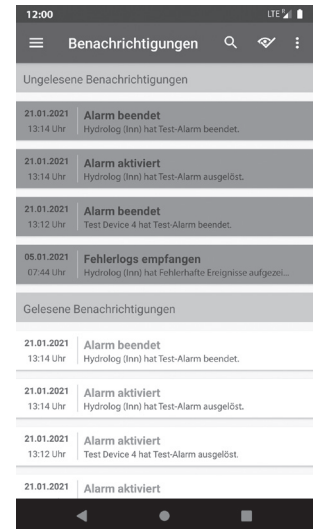 12:00 LTE R
Benachrichtigungen
Ungelesene Benachrichtigungen
21.01.2021 Alarm beendet
13:14 Uhr Hydrolog (Inn) hat Test-Alarm beendet.
21.01.2021 Alarm aktiviert
13:14 Uhr Hydrolog (Inn) hat Test-Alarm ausgelöst.
21.01.2021 Alarm beendet
13:12 Uhr Test Device 4 hat Test-Alarm beendet.
05.01.2021 Fehlerlogs empfangen
07:44 Uhr Hydrolog (Inn) hat Fehlerhafte Ereignisse aufgezei...
Gelesene Benachrichtigungen
21.01.2021 Alarm beendet
13:14 Uhr Hydrolog (Inn) hat Test-Alarm beendet.
21.01.2021 Alarm aktiviert
13:14 Uhr Hydrolog (Inn) hat Test-Alarm ausgelöst.
21.01.2021 Alarm aktiviert
13:12 Uhr Test Device 4 hat Test-Alarm ausgelöst.
21.01.2021 Alarm aktiviert